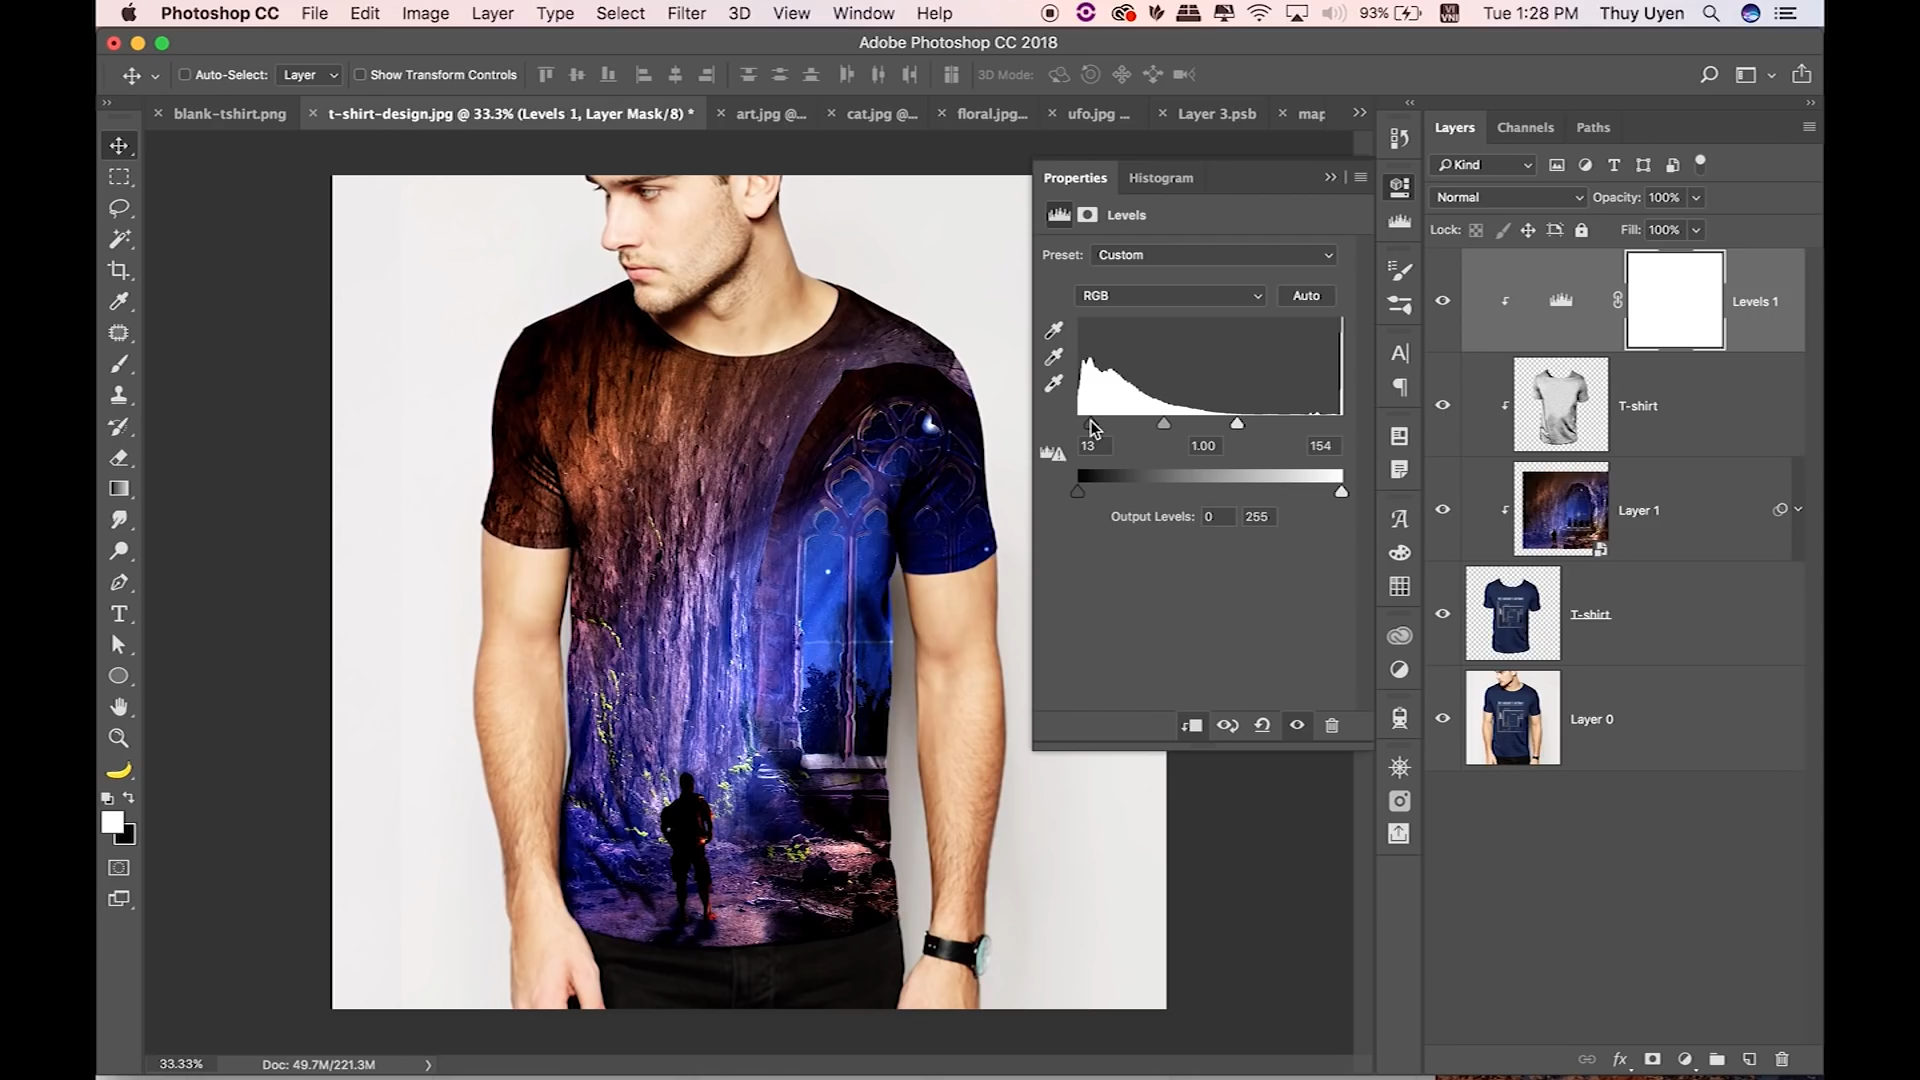 Photoshop CC File Edit Image Layer Type Select Filter 3D View Window Help 93% VI VNI Tue 1:28 PM Thuy Uyen
Adobe Photoshop CC 2018
Auto-Select: Layer Show Transform Controls 3D Mode:
blank-tshirt.png t-shirt-design.jpg @ 33.3% (Levels 1, Layer Mask/8) * art.jpg @... cat.jpg @... floral.jpg... ufo.jpg ... Layer 3.psb map
Layers Channels Paths
Kind
Normal Opacity: 100%
Lock: Fill: 100%
Levels 1
T-shirt
Layer 1
T-shirt
Layer 0
Properties Histogram
Levels
Preset: Custom
RGB Auto
13 1.00 154
Output Levels: 0 255
33.33% Doc: 49.7M/221.3M
fx